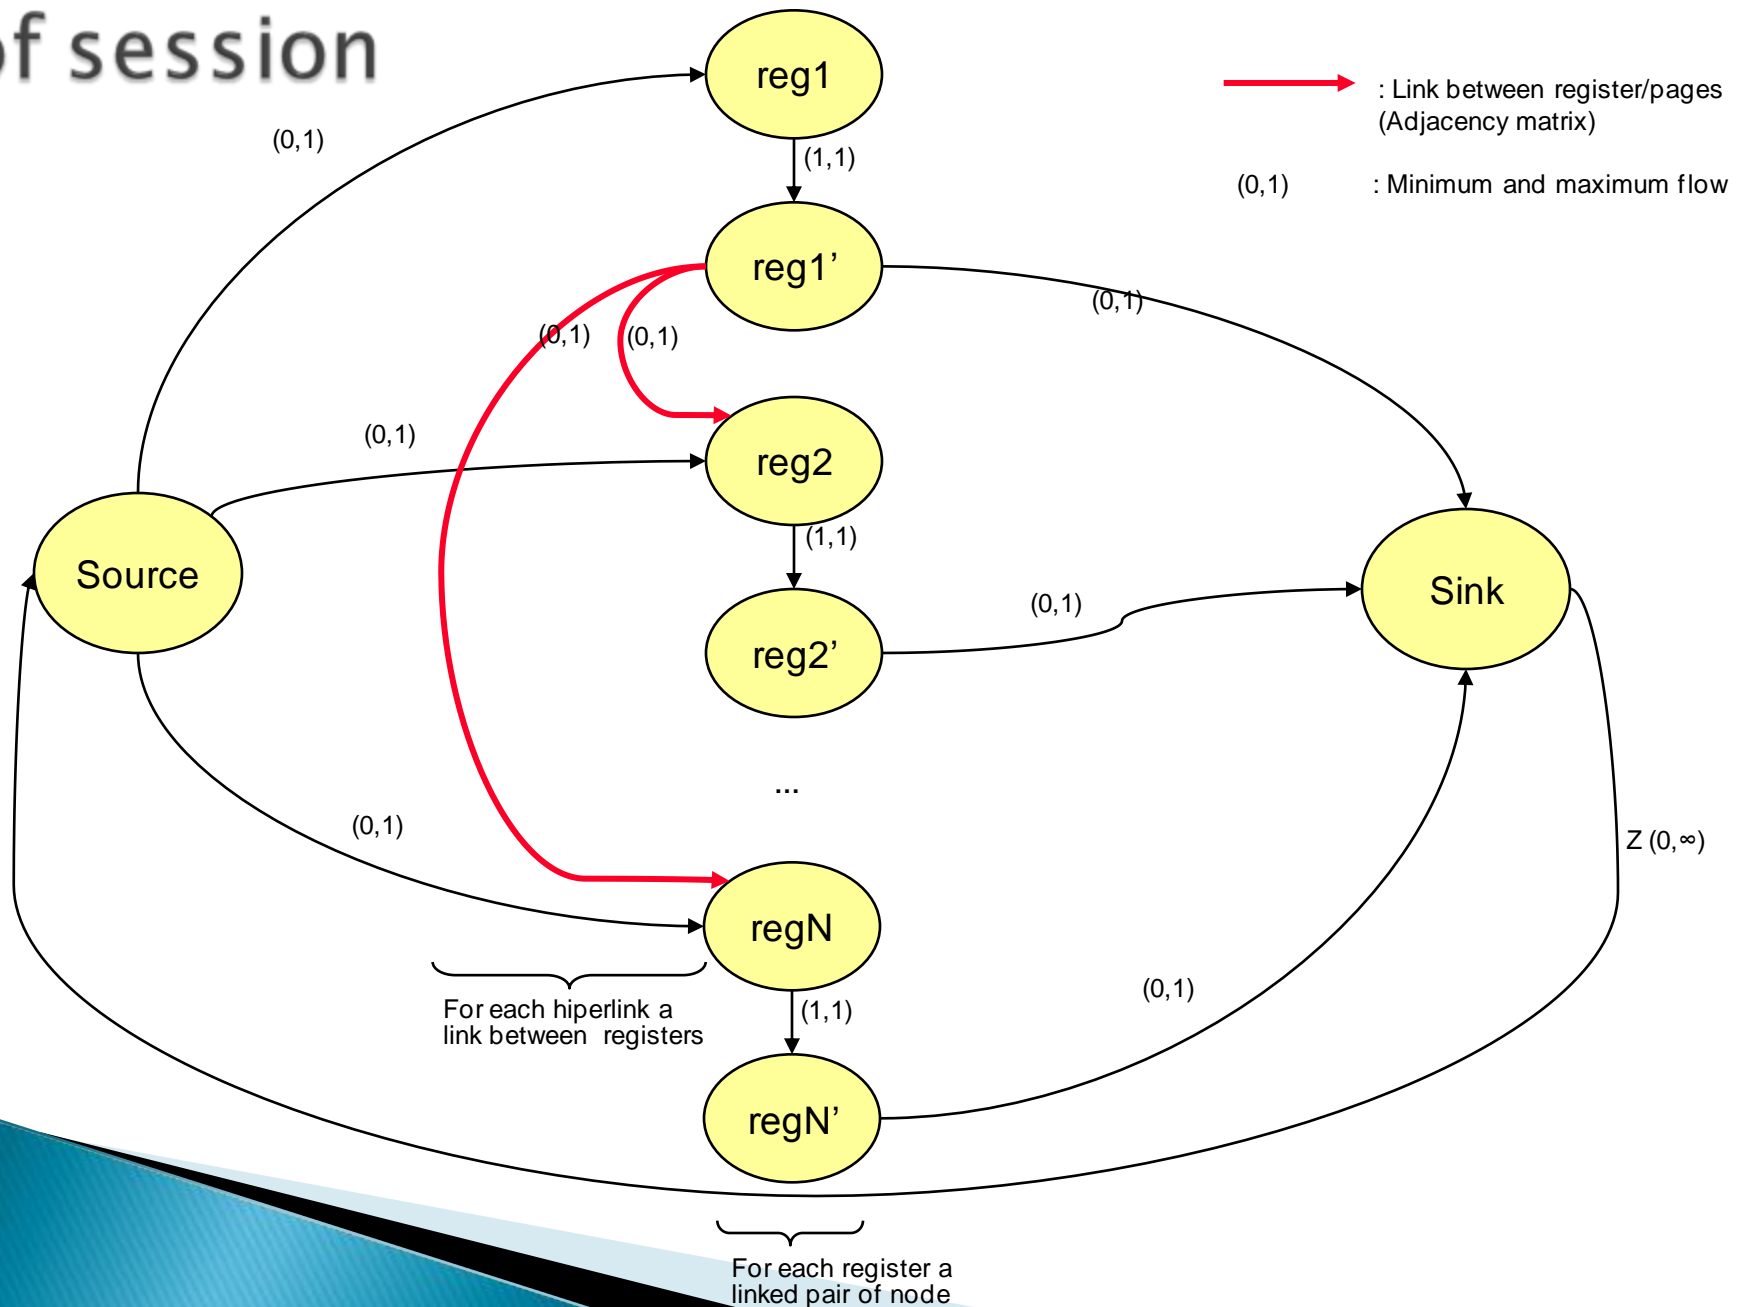 of session
reg1
: Link between register/pages
(Adjacency matrix)
(0,1)
(1,1)
(0,1)
: Minimum and maximum flow
reg1’
(0,1)
(0,1)
(0,1)
(0,1)
reg2
(1,1)
Source
Sink
(0,1)
reg2’
...
(0,1)
Z (0,∞)
regN
For each hiperlink a
link between registers
(1,1)
(0,1)
regN’
For each register a
linked pair of node